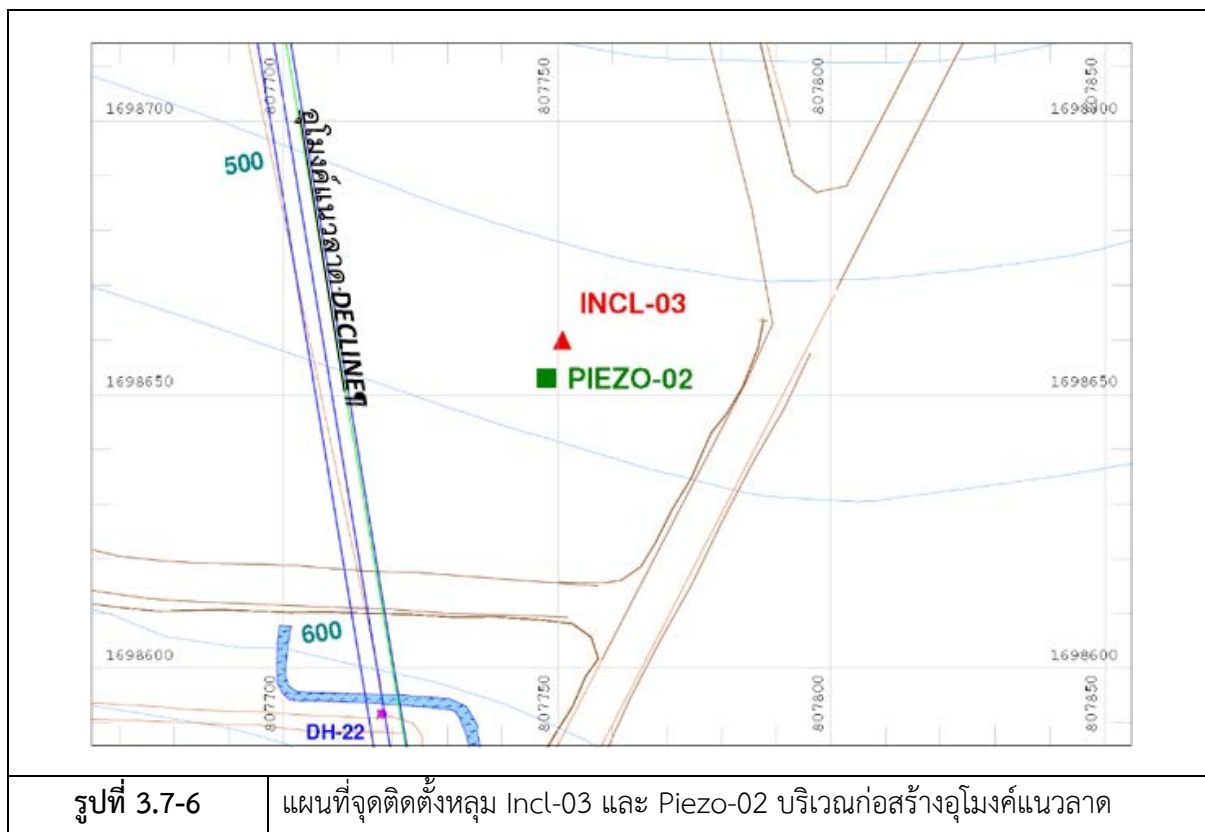 807700 807750 807800 807850
1698700 1698700
500
อุโมงค์แนวลาด DECLINE¶
INCL-03
PIEZO-02
1698650 1698650
600
1698600 1698600
807700 807750 807800 807850
DH-22
รูปที่ 3.7-6 แผนที่จุดติดตั้งหลุม Incl-03 และ Piezo-02 บริเวณก่อสร้างอุโมงค์แนวลาด